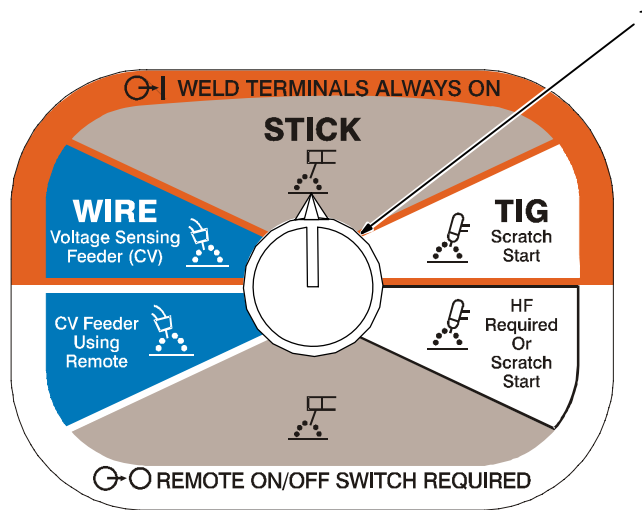 WELD TERMINALS ALWAYS ON
STICK
WIRE
Voltage Sensing
Feeder (CV)
TIG
Scratch
Start
CV Feeder
Using
Remote
HF
Required
Or
Scratch
Start
REMOTE ON/OFF SWITCH REQUIRED